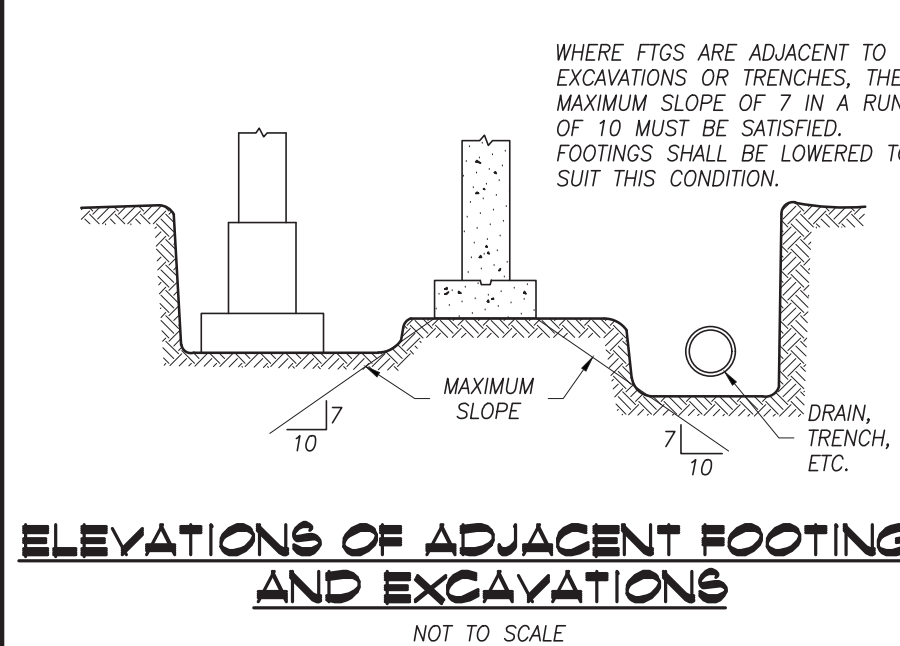 WHERE FTGS ARE ADJACENT TO
EXCAVATIONS OR TRENCHES, THE
MAXIMUM SLOPE OF 7 IN A RUN
OF 10 MUST BE SATISFIED.
FOOTINGS SHALL BE LOWERED TO
SUIT THIS CONDITION.
MAXIMUM
SLOPE
7
10
7
10
DRAIN,
TRENCH,
ETC.
ELEVATIONS OF ADJACENT FOOTING
AND EXCAVATIONS
NOT TO SCALE